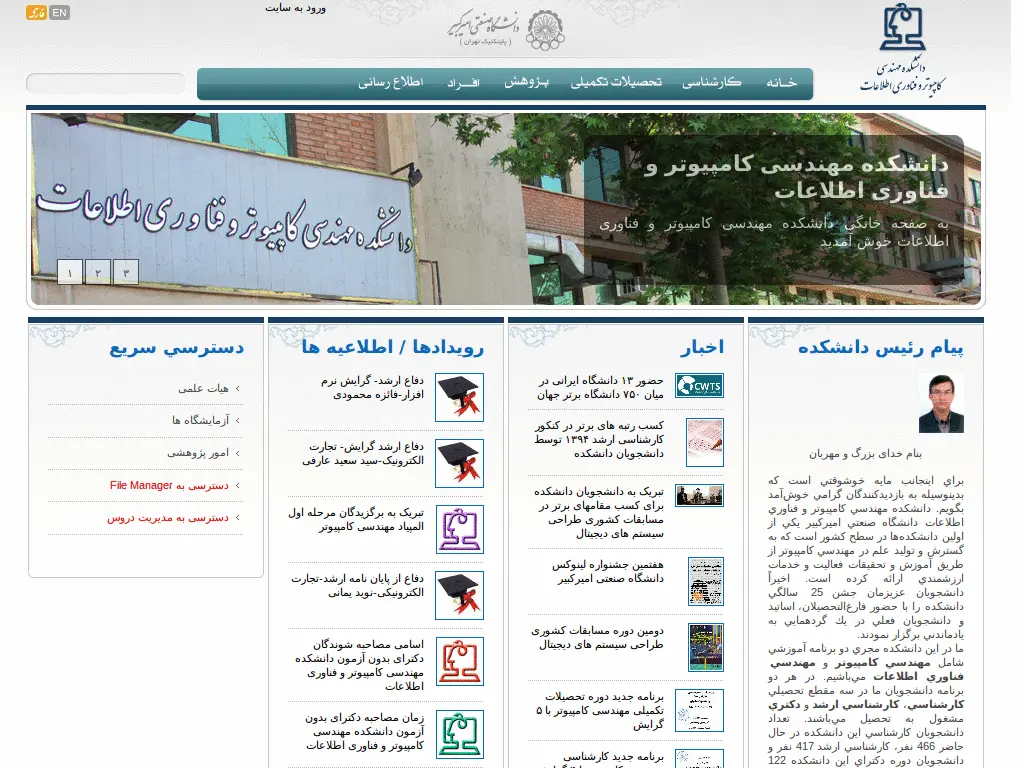 فارسی
EN
ورود به سایت
دانشگاه صنعتی امیرکبیر
( پلیتکنیک تهران )
دانشکده مهندسی
کامپیوتر و فناوری اطلاعات
خانه
کارشناسی
تحصیلات تکمیلی
پژوهش
افراد
اطلاع رسانی
دانشکده مهندسی کامپیوتر و فناوری اطلاعات
دانشکده مهندسی کامپیوتر و
فناوری اطلاعات
به صفحه خانگی دانشکده مهندسی کامپیوتر و فناوری
اطلاعات خوش آمدید
۱
۲
۳
پیام رئیس دانشکده
بنام خدای بزرگ و مهربان
براي اينجانب مايه خوشوقتي است كه
بدينوسيله به بازديدكنندگان گرامي خوش‌آمد
بگويم. دانشكده مهندسي كامپيوتر و فناوري
اطلاعات دانشگاه صنعتي اميركبير يكي از
اولين دانشكده‌ها در سطح كشور است كه به
گسترش و توليد علم در مهندسي كامپيوتر از
طريق آموزش و تحقيقات فعاليت و خدمات
ارزشمندي ارائه كرده است. اخيراً
دانشجويان عزيزمان جشن 25 سالگي
دانشكده را با حضور فارغ‌التحصيلان، اساتيد
و دانشجويان فعلي در يك گردهمايي به
يادماندني برگزار نمودند.
ما در اين دانشكده مجري دو برنامه آموزشي
شامل مهندسي كامپيوتر و مهندسي
فناوري اطلاعات مي‌باشيم. در هر دو
برنامه دانشجويان ما در سه مقطع تحصيلي
كارشناسي، كارشناسي ارشد و دكتري
مشغول به تحصيل مي‌باشند. تعداد
دانشجويان كارشناسي اين دانشكده در حال
حاضر 466 نفر، كارشناسي ارشد 417 نفر و
دانشجويان دوره دكتراي اين دانشكده 122
اخبار
CWTS
حضور ۱۳ دانشگاه ایرانی در
میان ۷۵۰ دانشگاه برتر جهان
کسب رتبه های برتر در کنکور
کارشناسی ارشد ۱۳۹۴ توسط
دانشجویان دانشکده
تبریک به دانشجویان دانشکده
برای کسب مقامهای برتر در
مسابقات کشوری طراحی
سیستم های دیجیتال
هفتمین جشنواره لینوکس
دانشگاه صنعتی امیرکبیر
دومین دوره مسابقات کشوری
طراحی سیستم های دیجیتال
برنامه جدید دوره تحصیلات
تکمیلی مهندسی کامپیوتر با ۵
گرایش
برنامه جدید کارشناسی
رویدادها / اطلاعیه ها
دفاع ارشد- گرایش نرم
افزار-فائزه محمودی
دفاع ارشد گرایش- تجارت
الکترونیک-سید سعید عارفی
تبریک به برگزیدگان مرحله اول
المپیاد مهندسی کامپیوتر
دفاع از پایان نامه ارشد-تجارت
الکترونیکی-نوید یمانی
اسامی مصاحبه شوندگان
دکترای بدون آزمون دانشکده
مهندسی کامپیوتر و فناوری
اطلاعات
زمان مصاحبه دکترای بدون
آزمون دانشکده مهندسی
کامپیوتر و فناوری اطلاعات
دسترسي سريع
هیات علمی
آزمایشگاه ها
امور پژوهشی
دسترسی به File Manager
دسترسی به مدیریت دروس